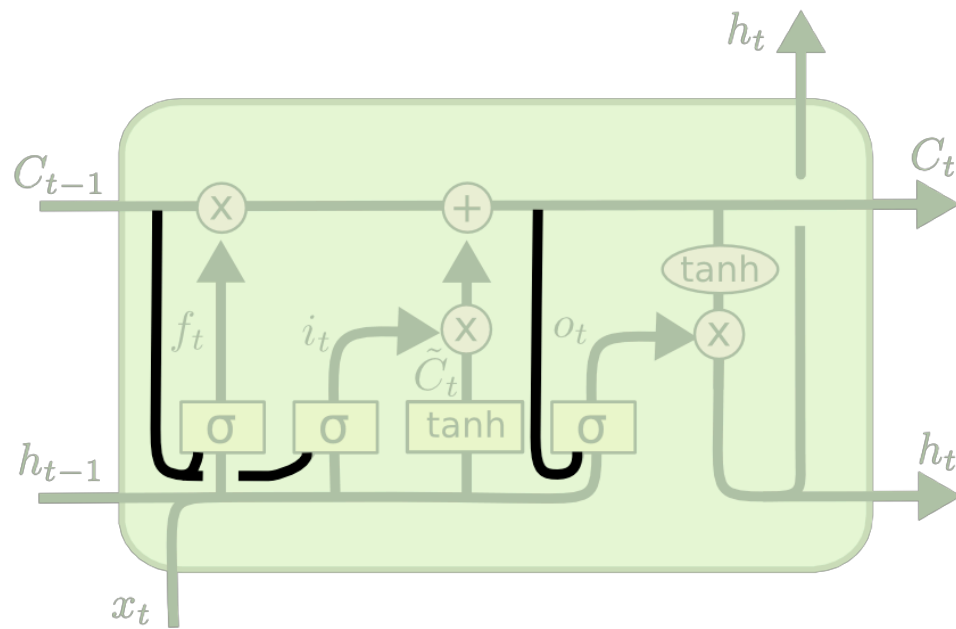 h_t
C_{t-1}
C_t
x
+
tanh
f_t
i_t
x
o_t
x
C̃_t
σ
σ
tanh
σ
h_{t-1}
h_t
x_t